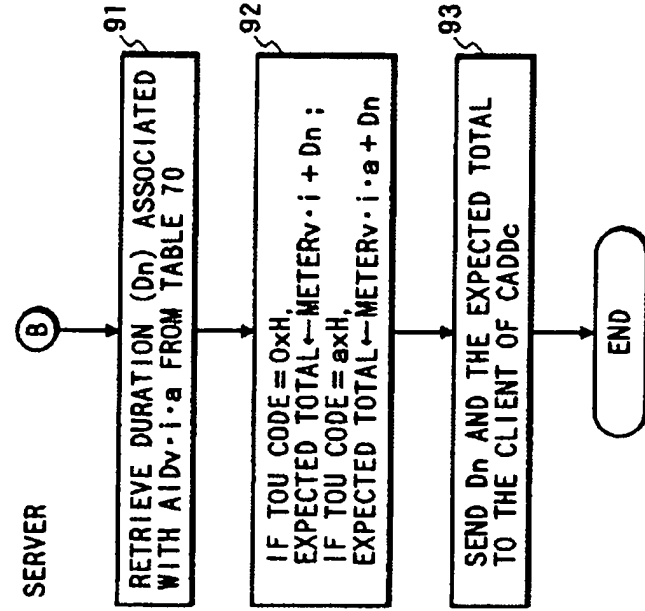 SERVER
B
91
RETRIEVE DURATION (Dn) ASSOCIATED
WITH AIDv·i·a FROM TABLE 70
92
IF TOU CODE=0xH,
EXPECTED TOTAL←METERv·i + Dn ;
IF TOU CODE=axH,
EXPECTED TOTAL←METERv·i·a + Dn
93
SEND Dn AND THE EXPECTED TOTAL
TO THE CLIENT OF CADDc
END